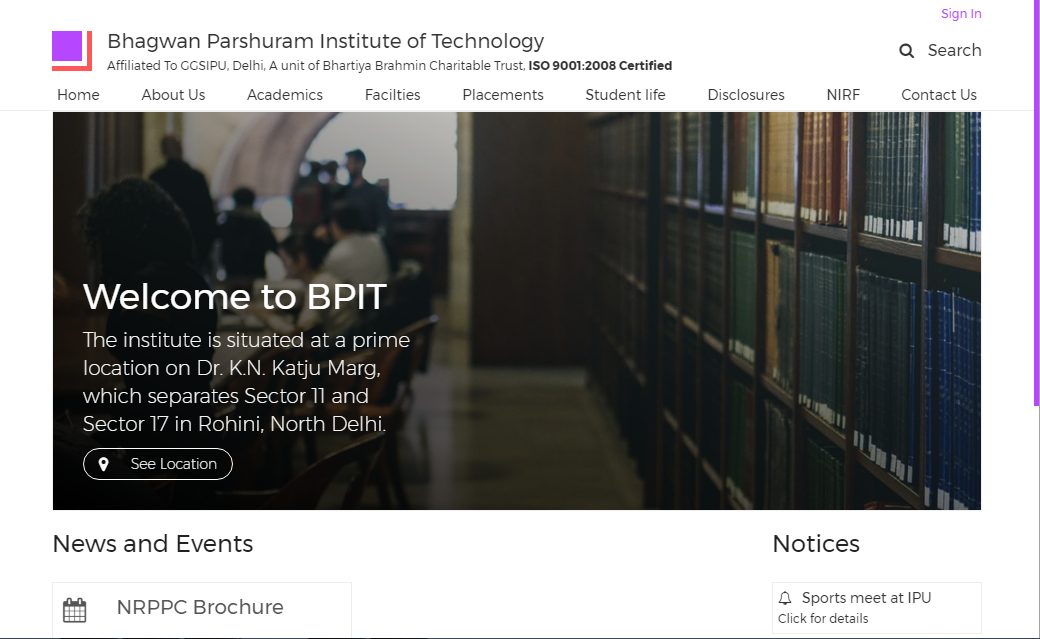 Sign In
Bhagwan Parshuram Institute of Technology
Affiliated To GGSIPU, Delhi, A unit of Bhartiya Brahmin Charitable Trust, ISO 9001:2008 Certified
Search
Home About Us Academics Facilties Placements Student life Disclosures NIRF Contact Us
Welcome to BPIT
The institute is situated at a prime
location on Dr. K.N. Katju Marg,
which separates Sector 11 and
Sector 17 in Rohini, North Delhi.
See Location
News and Events
NRPPC Brochure
Notices
Sports meet at IPU
Click for details